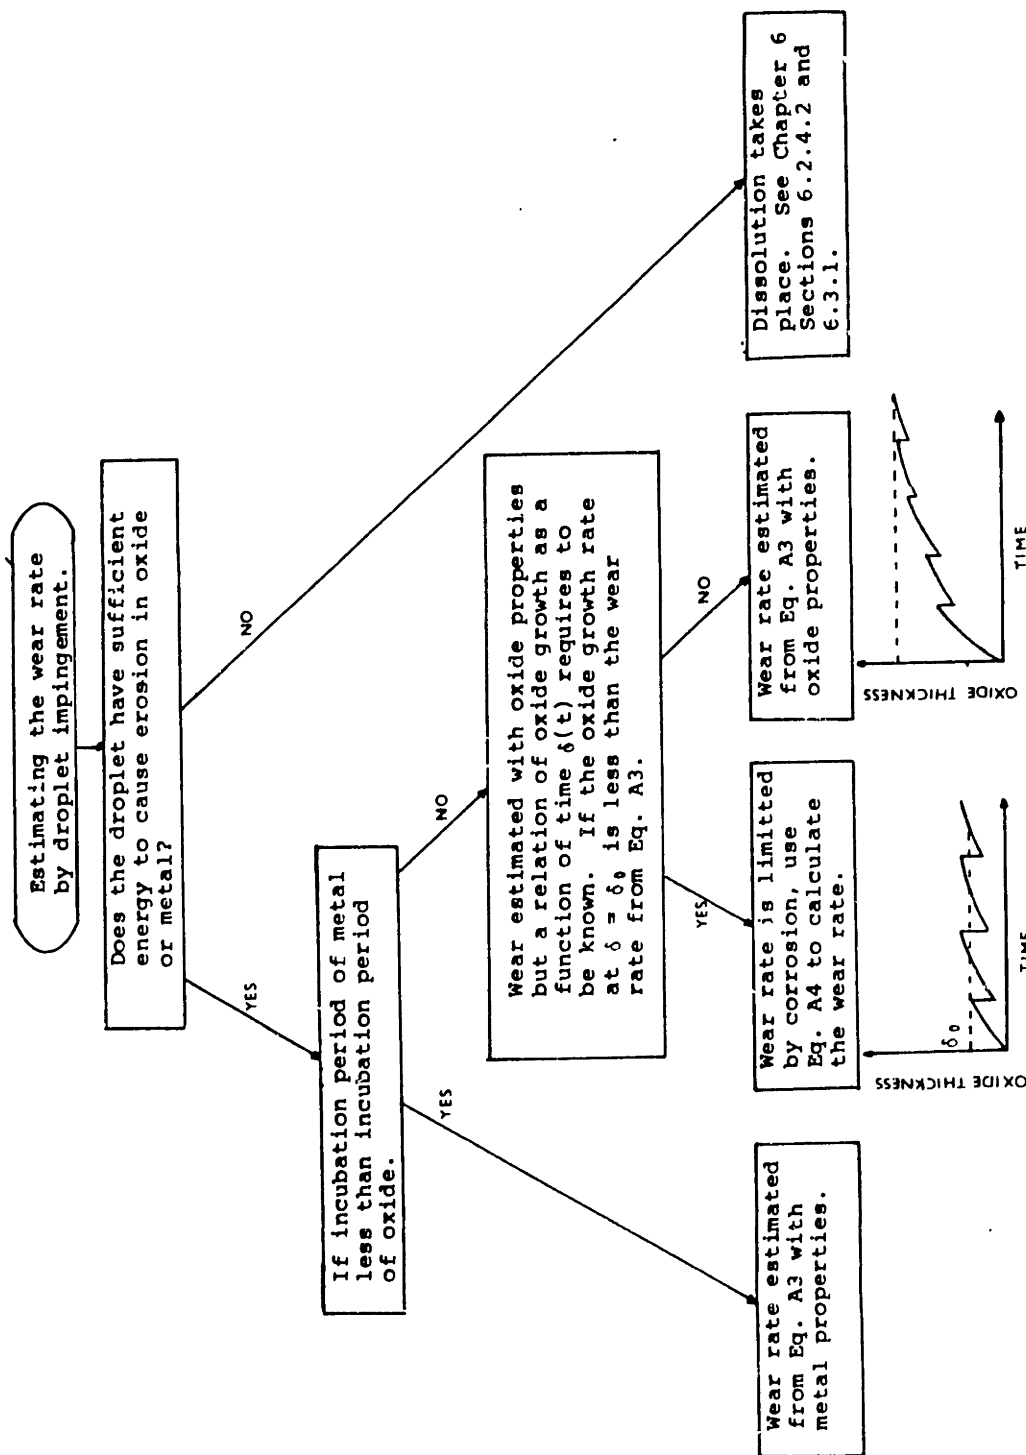 Estimating the wear rate
by droplet impingement.
Does the droplet have sufficient
energy to cause erosion in oxide
or metal?
YES
NO
If incubation period of metal
less than incubation period
of oxide.
YES
NO
Wear estimated with oxide properties
but a relation of oxide growth as a
function of time δ(t) requires to
be known. If the oxide growth rate
at δ = δ0 is less than the wear
rate from Eq. A3.
YES
NO
Wear rate estimated
from Eq. A3 with
metal properties.
Wear rate is limitted
by corrosion, use
Eq. A4 to calculate
the wear rate.
OXIDE THICKNESS
δ0
TIME
Wear rate estimated
from Eq. A3 with
oxide properties.
OXIDE THICKNESS
TIME
Dissolution takes
place. See Chapter 6
Sections 6.2.4.2 and
6.3.1.